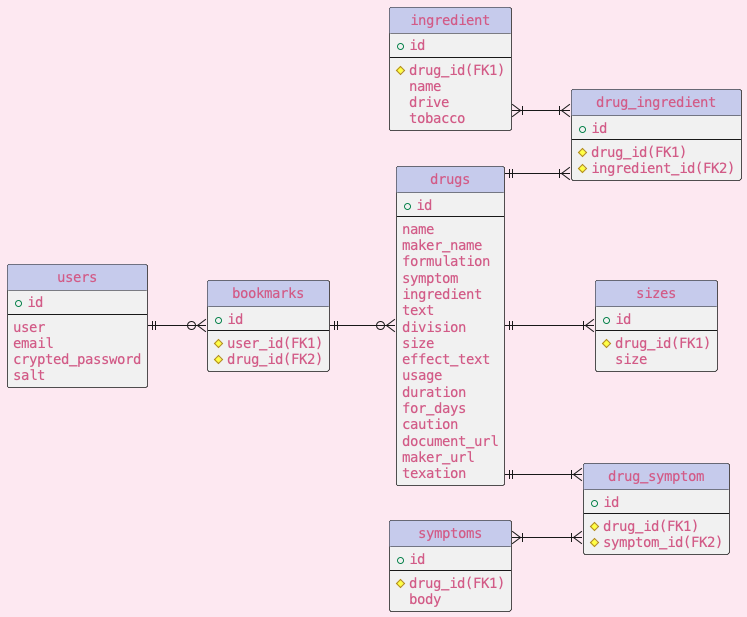 ingredient
id
drug_id(FK1)
name
drive
tobacco
drug_ingredient
id
drug_id(FK1)
ingredient_id(FK2)
drugs
id
name
maker_name
formulation
symptom
ingredient
text
division
size
effect_text
usage
duration
for_days
caution
document_url
maker_url
texation
users
id
user
email
crypted_password
salt
bookmarks
id
user_id(FK1)
drug_id(FK2)
sizes
id
drug_id(FK1)
size
drug_symptom
id
drug_id(FK1)
symptom_id(FK2)
symptoms
id
drug_id(FK1)
body